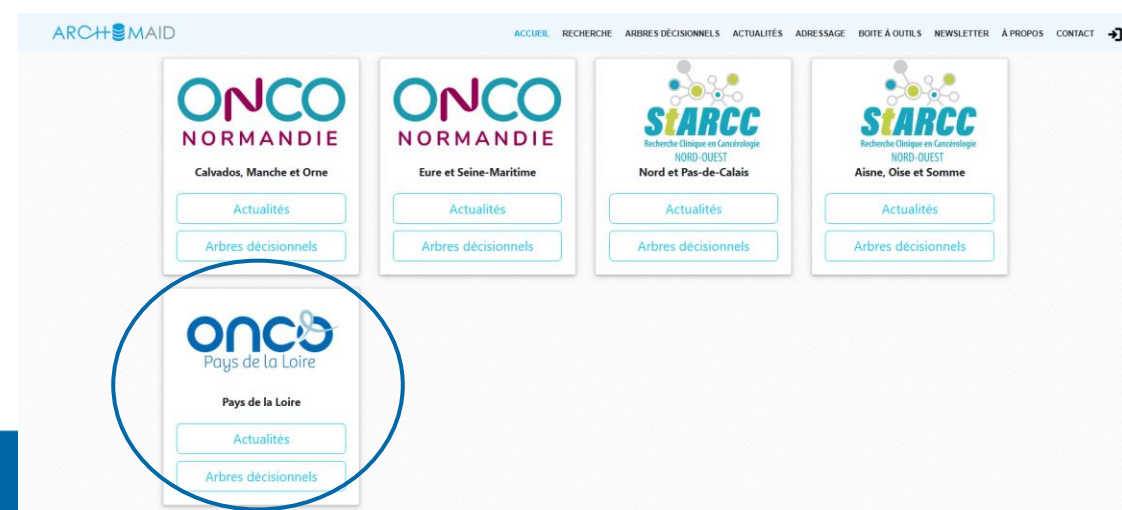 ARCHIMAID
ACCUEIL RECHERCHE ARBRES DÉCISIONNELS ACTUALITÉS ADRESSAGE BOITE À OUTILS NEWSLETTER À PROPOS CONTACT
ONCO
NORMANDIE
Calvados, Manche et Orne
Actualités
Arbres décisionnels
ONCO
NORMANDIE
Eure et Seine-Maritime
Actualités
Arbres décisionnels
StARCC
Recherche Clinique en Cancérologie
NORD-OUEST
Nord et Pas-de-Calais
Actualités
Arbres décisionnels
StARCC
Recherche Clinique en Cancérologie
NORD-OUEST
Aisne, Oise et Somme
Actualités
Arbres décisionnels
onco
Pays de la Loire
Pays de la Loire
Actualités
Arbres décisionnels